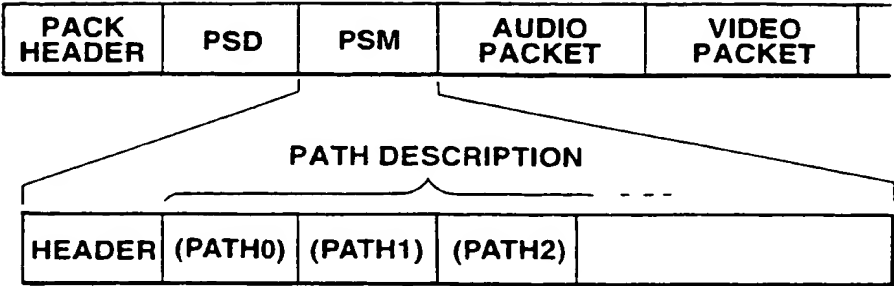 PACK HEADER PSD PSM AUDIO PACKET VIDEO PACKET
PATH DESCRIPTION
HEADER (PATH0) (PATH1) (PATH2)